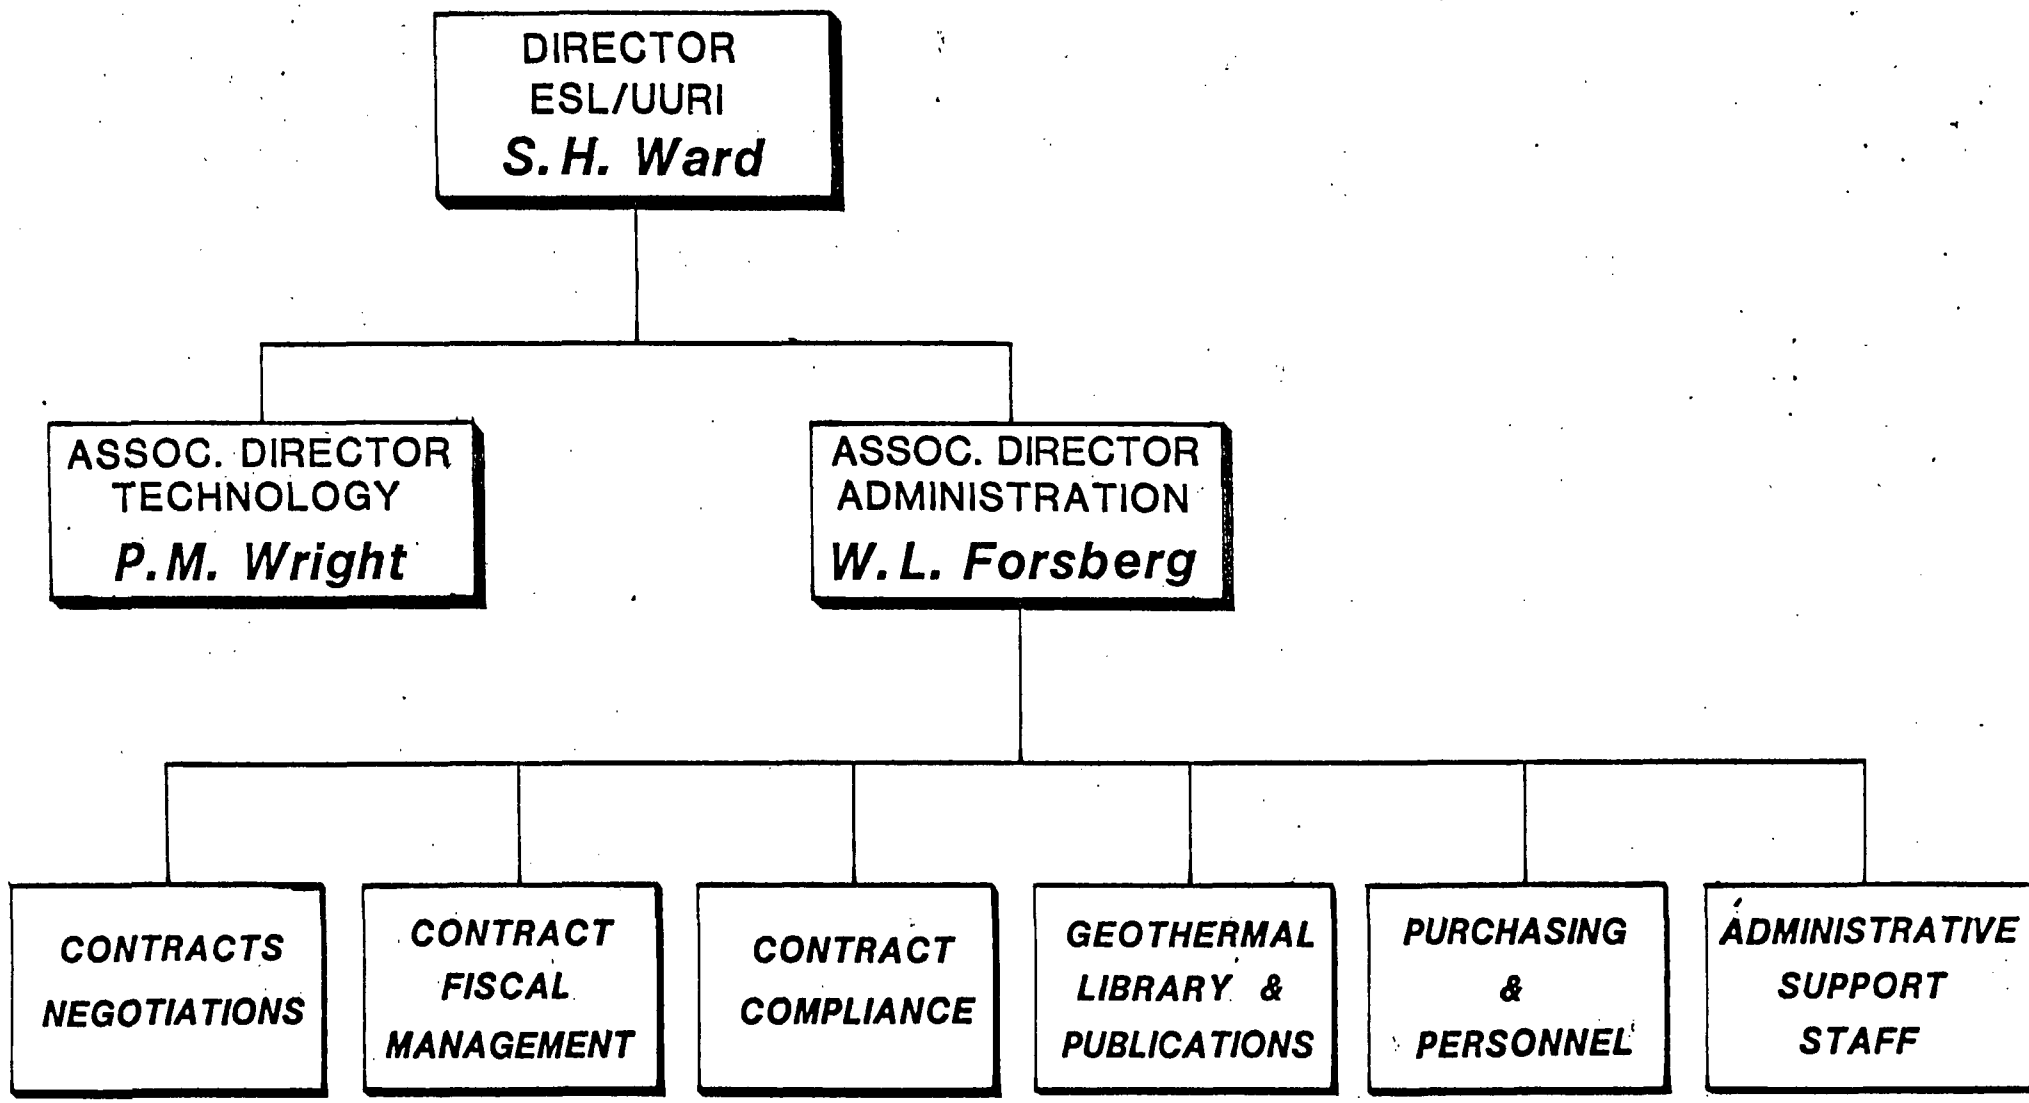 DIRECTOR
ESL/UURI
S. H. Ward
ASSOC. DIRECTOR
TECHNOLOGY
P. M. Wright
ASSOC. DIRECTOR
ADMINISTRATION
W. L. Forsberg
CONTRACTS
NEGOTIATIONS
CONTRACT
FISCAL
MANAGEMENT
CONTRACT
COMPLIANCE
GEOTHERMAL
LIBRARY &
PUBLICATIONS
PURCHASING
&
PERSONNEL
ADMINISTRATIVE
SUPPORT
STAFF